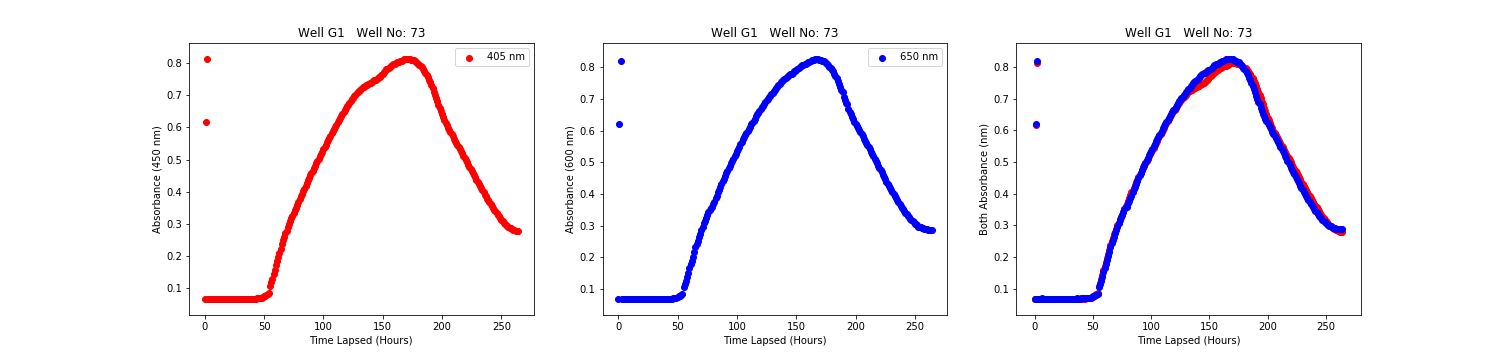 Well G1   Well No: 73
405 nm
Absorbance (450 nm)
0.8
0.7
0.6
0.5
0.4
0.3
0.2
0.1
0 50 100 150 200 250
Time Lapsed (Hours)
Well G1   Well No: 73
650 nm
Absorbance (600 nm)
0.8
0.7
0.6
0.5
0.4
0.3
0.2
0.1
0 50 100 150 200 250
Time Lapsed (Hours)
Well G1   Well No: 73
Both Absorbance (nm)
0.8
0.7
0.6
0.5
0.4
0.3
0.2
0.1
0 50 100 150 200 250
Time Lapsed (Hours)